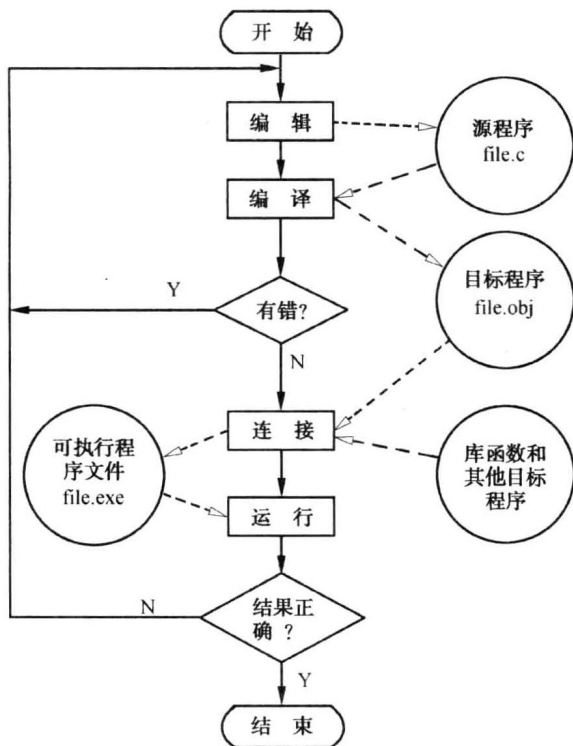 开 始
编 辑
源程序
file.c
编 译
目标程序
file.obj
Y
有错?
N
连 接
可执行程
序文件
file.exe
库函数和
其他目标
程序
运 行
N
结果正
确 ?
Y
结 束